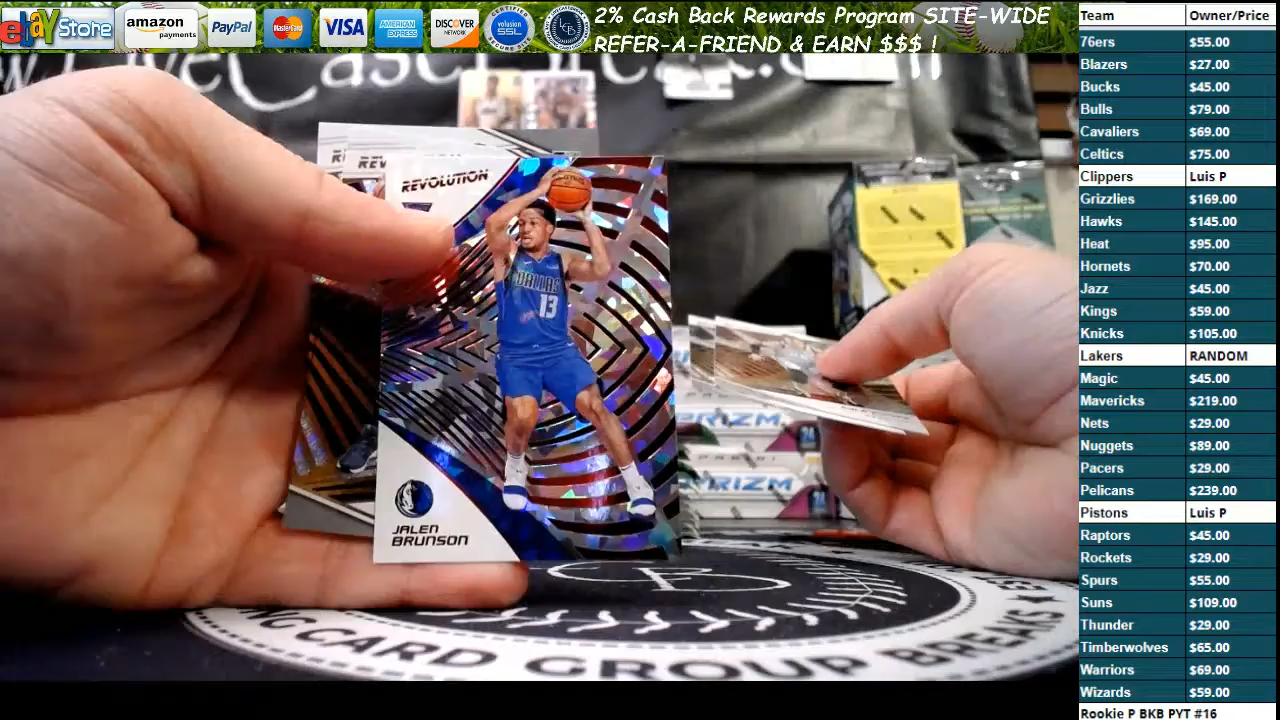 ebay Store
amazon
payments
PayPal
MasterCard
VISA
AMERICAN
EXPRESS
DISCOVER
NETWORK
volusion
SSL
2% Cash Back Rewards Program SITE-WIDE
REFER-A-FRIEND & EARN $$$ !
REVOLUTION
DALLAS
13
JALEN
BRUNSON
PRIZM
PANINI
PRIZM
CARD GROUP BREAKS
Team Owner/Price
76ers $55.00
Blazers $27.00
Bucks $45.00
Bulls $79.00
Cavaliers $69.00
Celtics $75.00
Clippers Luis P
Grizzlies $169.00
Hawks $145.00
Heat $95.00
Hornets $70.00
Jazz $45.00
Kings $59.00
Knicks $105.00
Lakers RANDOM
Magic $45.00
Mavericks $219.00
Nets $29.00
Nuggets $89.00
Pacers $29.00
Pelicans $239.00
Pistons Luis P
Raptors $45.00
Rockets $29.00
Spurs $55.00
Suns $109.00
Thunder $29.00
Timberwolves $65.00
Warriors $69.00
Wizards $59.00
Rookie P BKB PYT #16